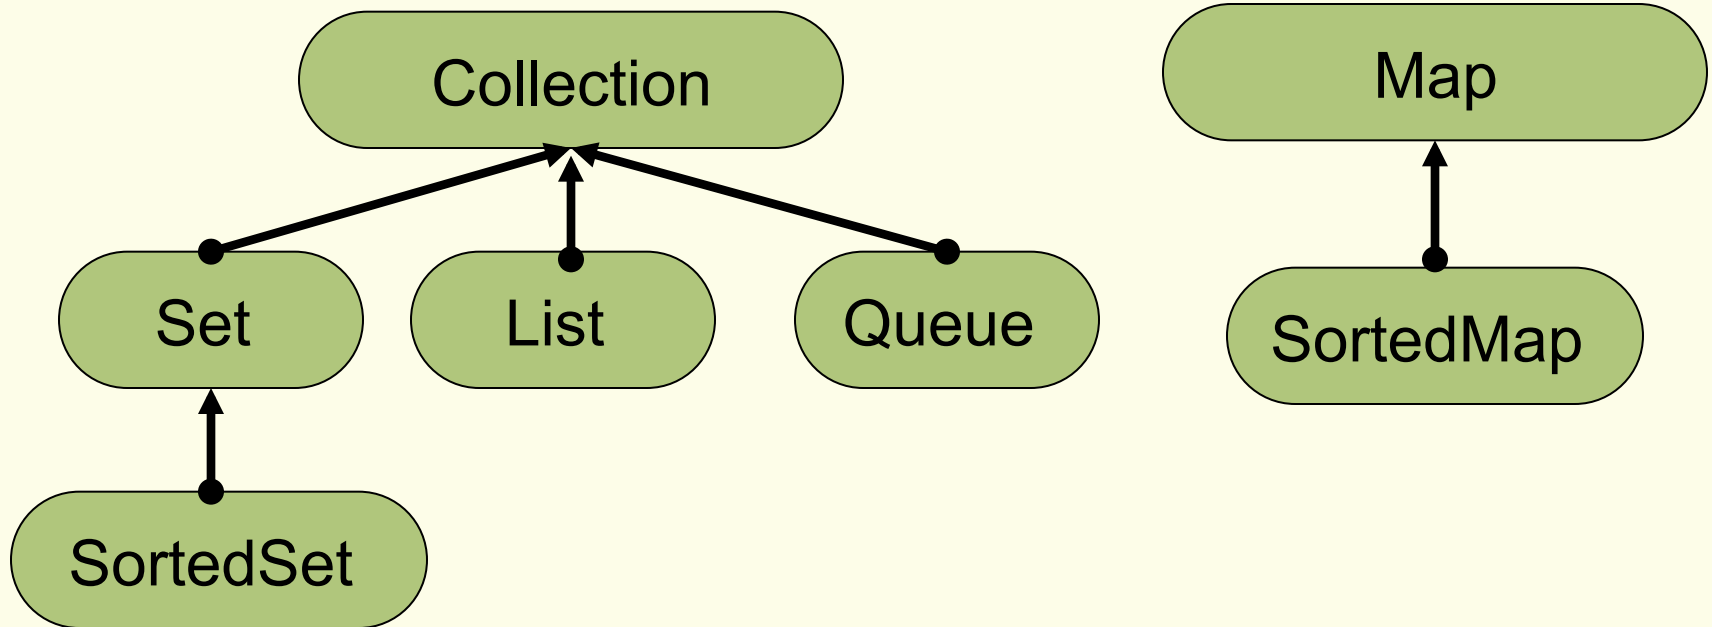 Collection
Map
Set
List
Queue
SortedMap
SortedSet